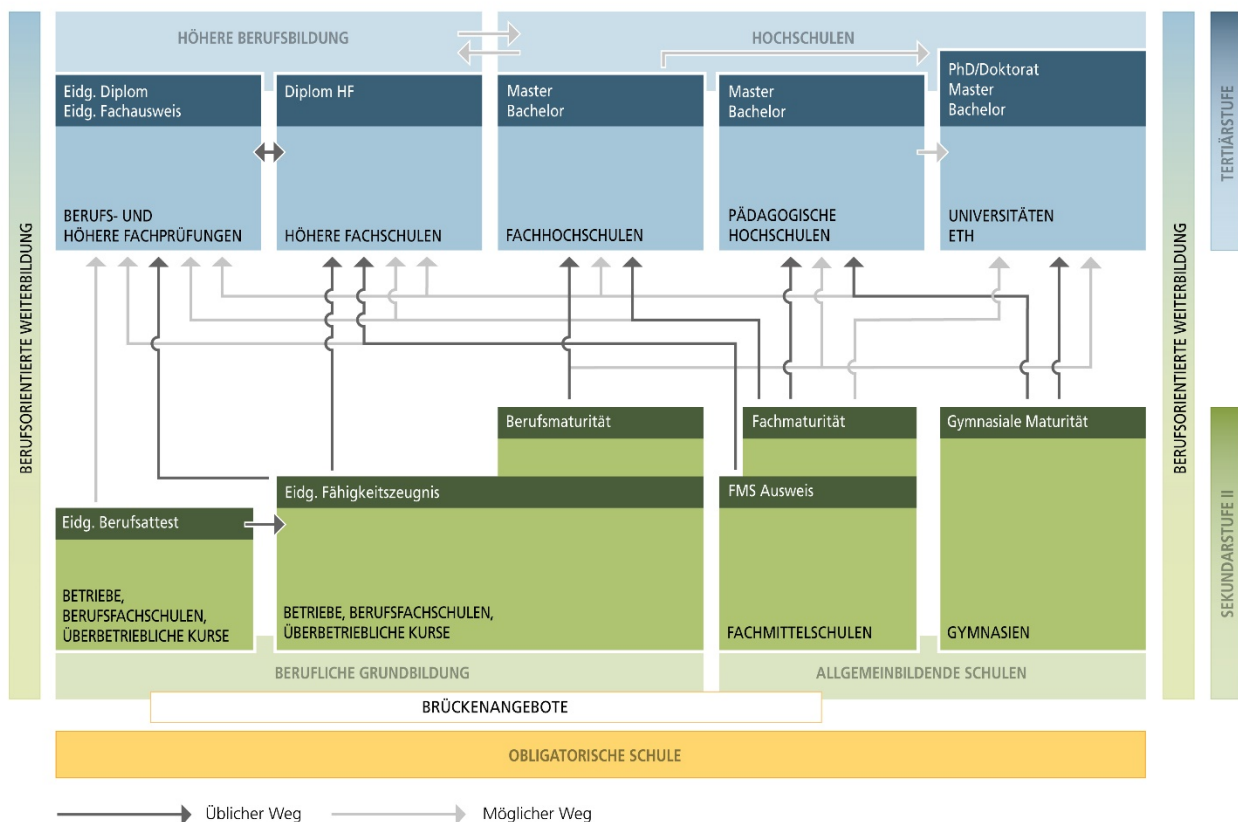 HÖHERE BERUFSBILDUNG
HOCHSCHULEN
Eidg. Diplom
Eidg. Fachausweis
Diplom HF
Master
Bachelor
Master
Bachelor
PhD/Doktorat
Master
Bachelor
BERUFS- UND
HÖHERE FACHPRÜFUNGEN
HÖHERE FACHSCHULEN
FACHHOCHSCHULEN
PÄDAGOGISCHE
HOCHSCHULEN
UNIVERSITÄTEN
ETH
BERUFSORIENTIERTE WEITERBILDUNG
BERUFSORIENTIERTE WEITERBILDUNG
TERTIÄRSTUFE
SEKUNDARSTUFE II
Berufsmaturität
Fachmaturität
Gymnasiale Maturität
Eidg. Fähigkeitszeugnis
FMS Ausweis
Eidg. Berufsattest
BETRIEBE,
BERUFSFACHSCHULEN,
ÜBERBETRIEBLICHE KURSE
BETRIEBE, BERUFSFACHSCHULEN,
ÜBERBETRIEBLICHE KURSE
FACHMITTELSCHULEN
GYMNASIEN
BERUFLICHE GRUNDBILDUNG
ALLGEMEINBILDENDE SCHULEN
BRÜCKENANGEBOTE
OBLIGATORISCHE SCHULE
Üblicher Weg
Möglicher Weg